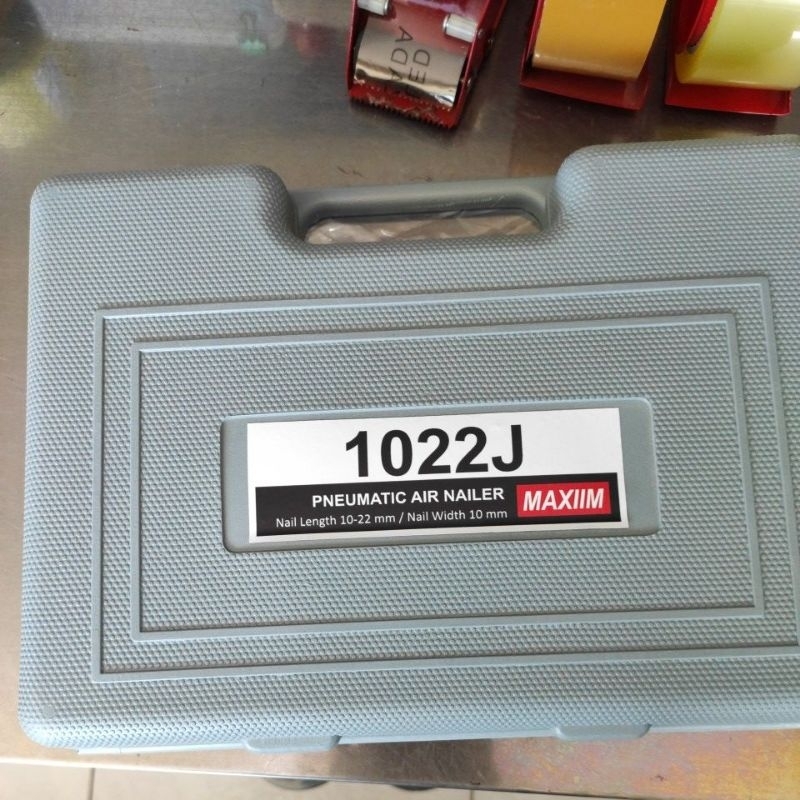 1022J
PNEUMATIC AIR NAILER
MAXIIM
Nail Length 10-22 mm / Nail Width 10 mm